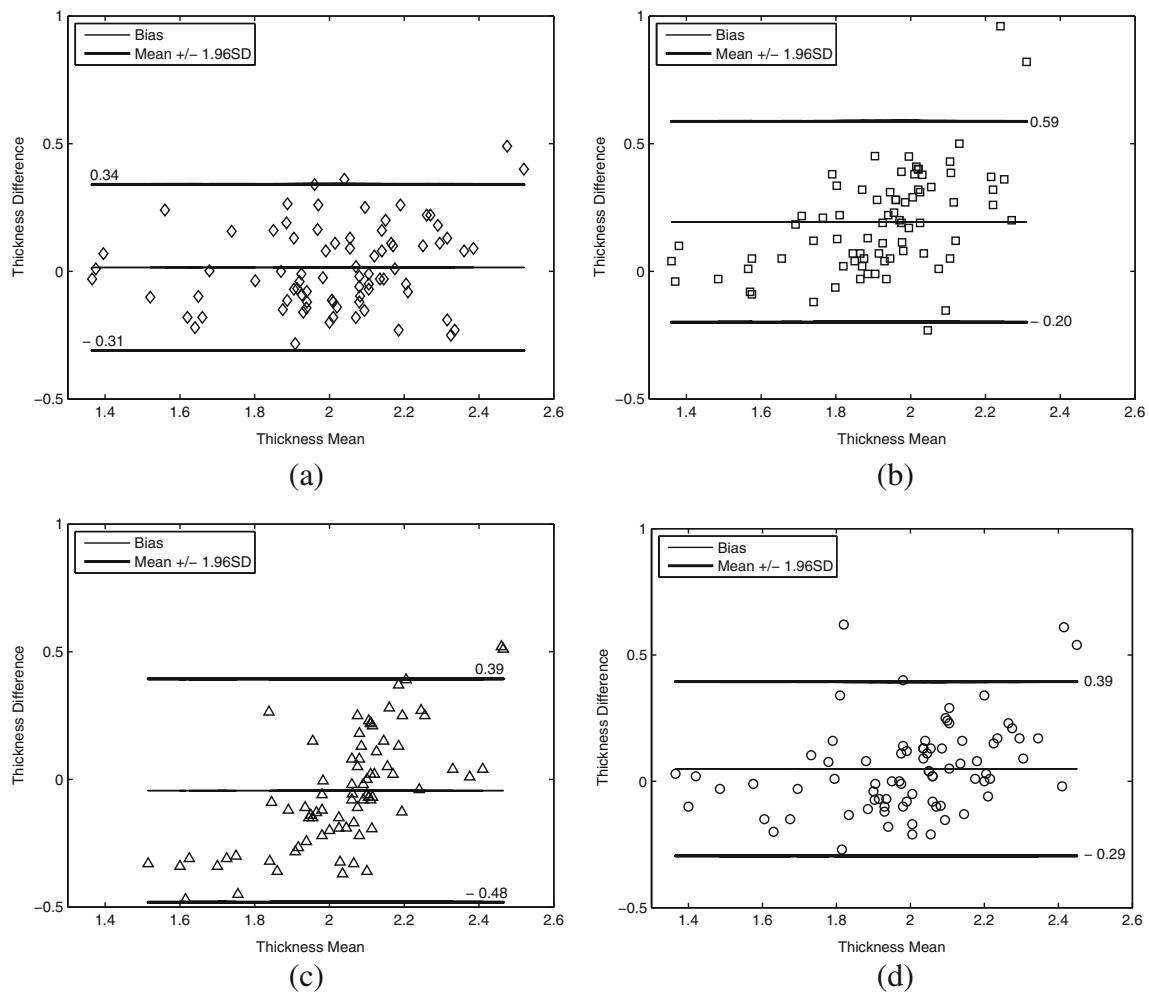 Bias
Mean +/− 1.96SD
1
0.5
0
−0.5
0.34
− 0.31
1.4 1.6 1.8 2 2.2 2.4 2.6
Thickness Difference
Thickness Mean
(a)
Bias
Mean +/− 1.96SD
1
0.5
0
−0.5
0.59
− 0.20
1.4 1.6 1.8 2 2.2 2.4 2.6
Thickness Difference
Thickness Mean
(b)
Bias
Mean +/− 1.96SD
1
0.5
0
−0.5
0.39
− 0.48
1.4 1.6 1.8 2 2.2 2.4 2.6
Thickness Difference
Thickness Mean
(c)
Bias
Mean +/− 1.96SD
1
0.5
0
−0.5
0.39
− 0.29
1.4 1.6 1.8 2 2.2 2.4 2.6
Thickness Difference
Thickness Mean
(d)